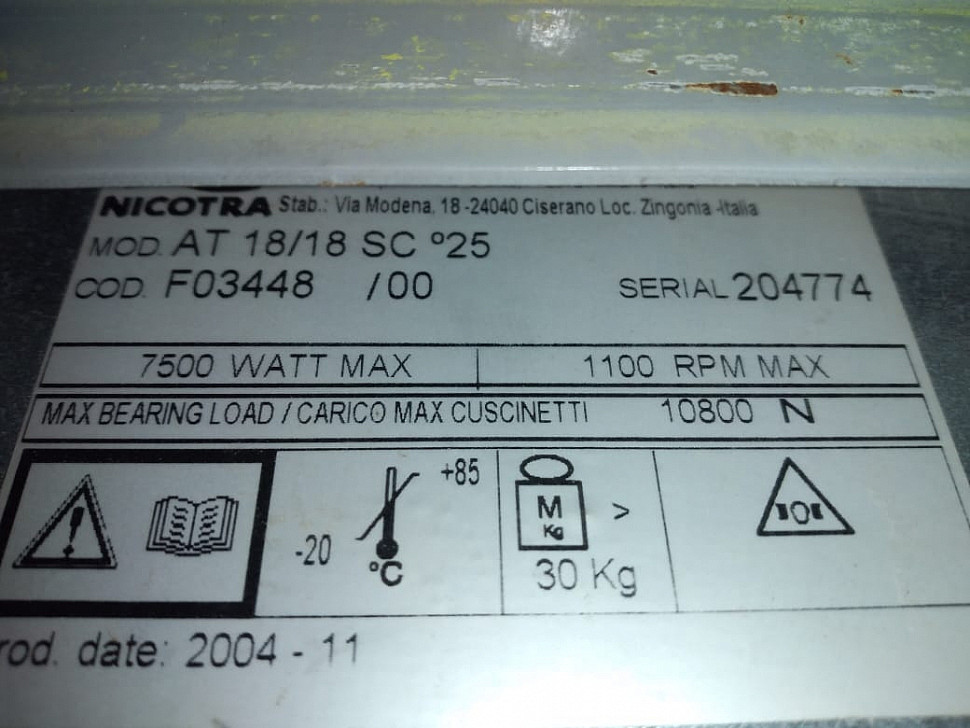 NICOTRA Stab.: Via Modena, 18 -24040 Ciserano Loc. Zingonia -Italia
MOD. AT 18/18 SC º25
COD. F03448 /00 SERIAL 204774
7500 WATT MAX 1100 RPM MAX
MAX BEARING LOAD / CARICO MAX CUSCINETTI 10800 N
+85
-20
°C
M
Kg
>
30 Kg
rod. date: 2004 - 11